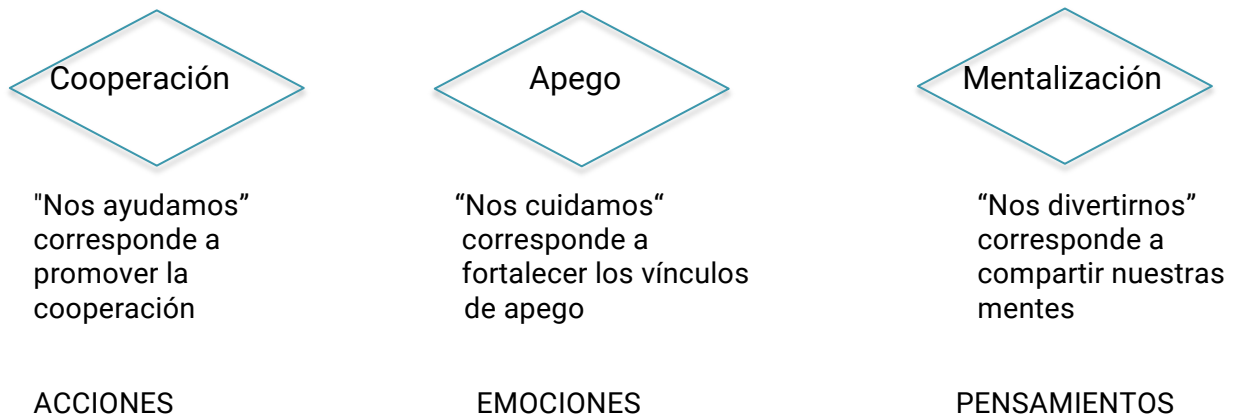 Cooperación
Apego
Mentalización
"Nos ayudamos”
corresponde a
promover la
cooperación
“Nos cuidamos“
corresponde a
fortalecer los vínculos
de apego
“Nos divertirnos”
corresponde a
compartir nuestras
mentes
ACCIONES
EMOCIONES
PENSAMIENTOS